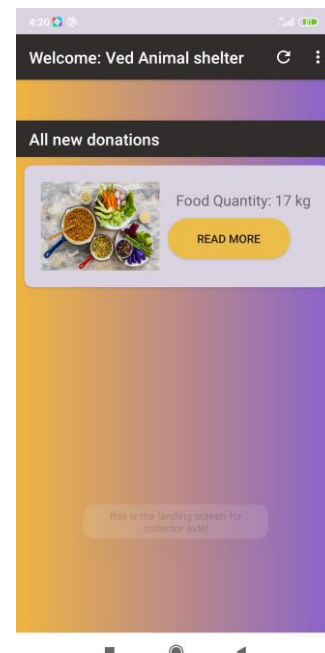 4:20
Welcome: Ved Animal shelter
All new donations
Food Quantity: 17 kg
READ MORE
this is the landing screen for
collector side!